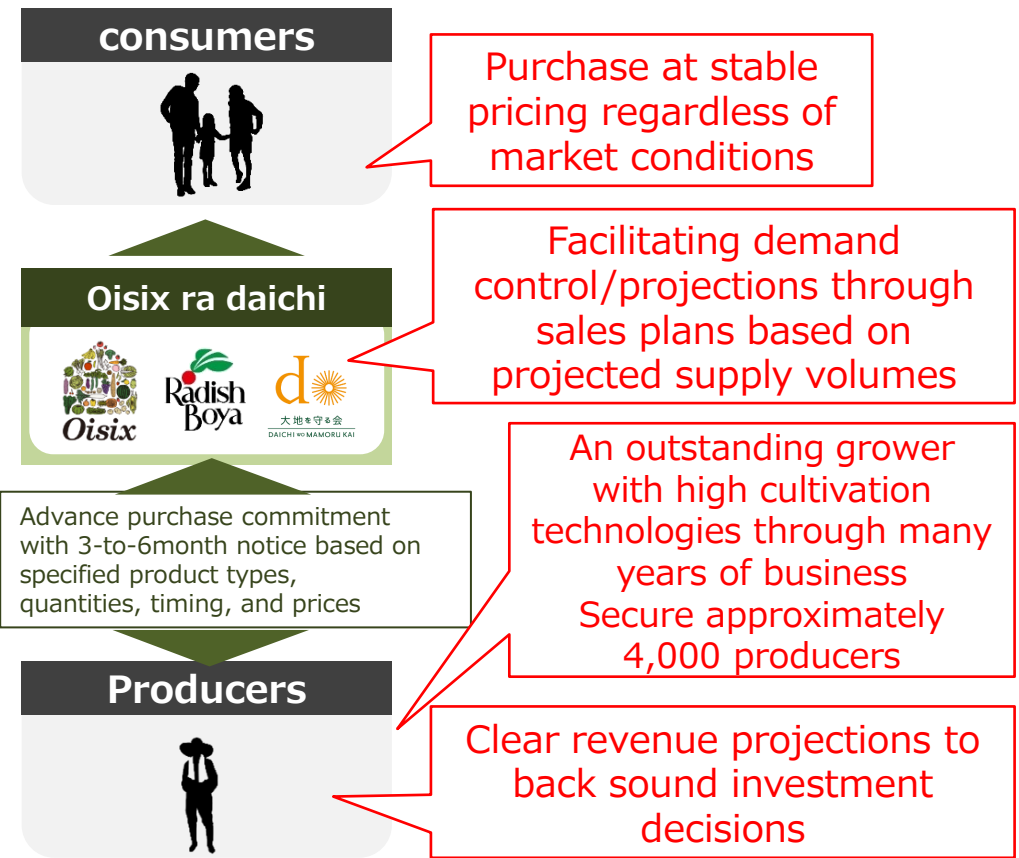 consumers
Purchase at stable
pricing regardless of
market conditions
Oisix ra daichi
Oisix
Radish
Boya
do
大地を守る会
DAICHI WO MAMORU KAI
Facilitating demand
control/projections through
sales plans based on
projected supply volumes
Advance purchase commitment
with 3-to-6month notice based on
specified product types,
quantities, timing, and prices
An outstanding grower
with high cultivation
technologies through many
years of business
Secure approximately
4,000 producers
Producers
Clear revenue projections to
back sound investment
decisions